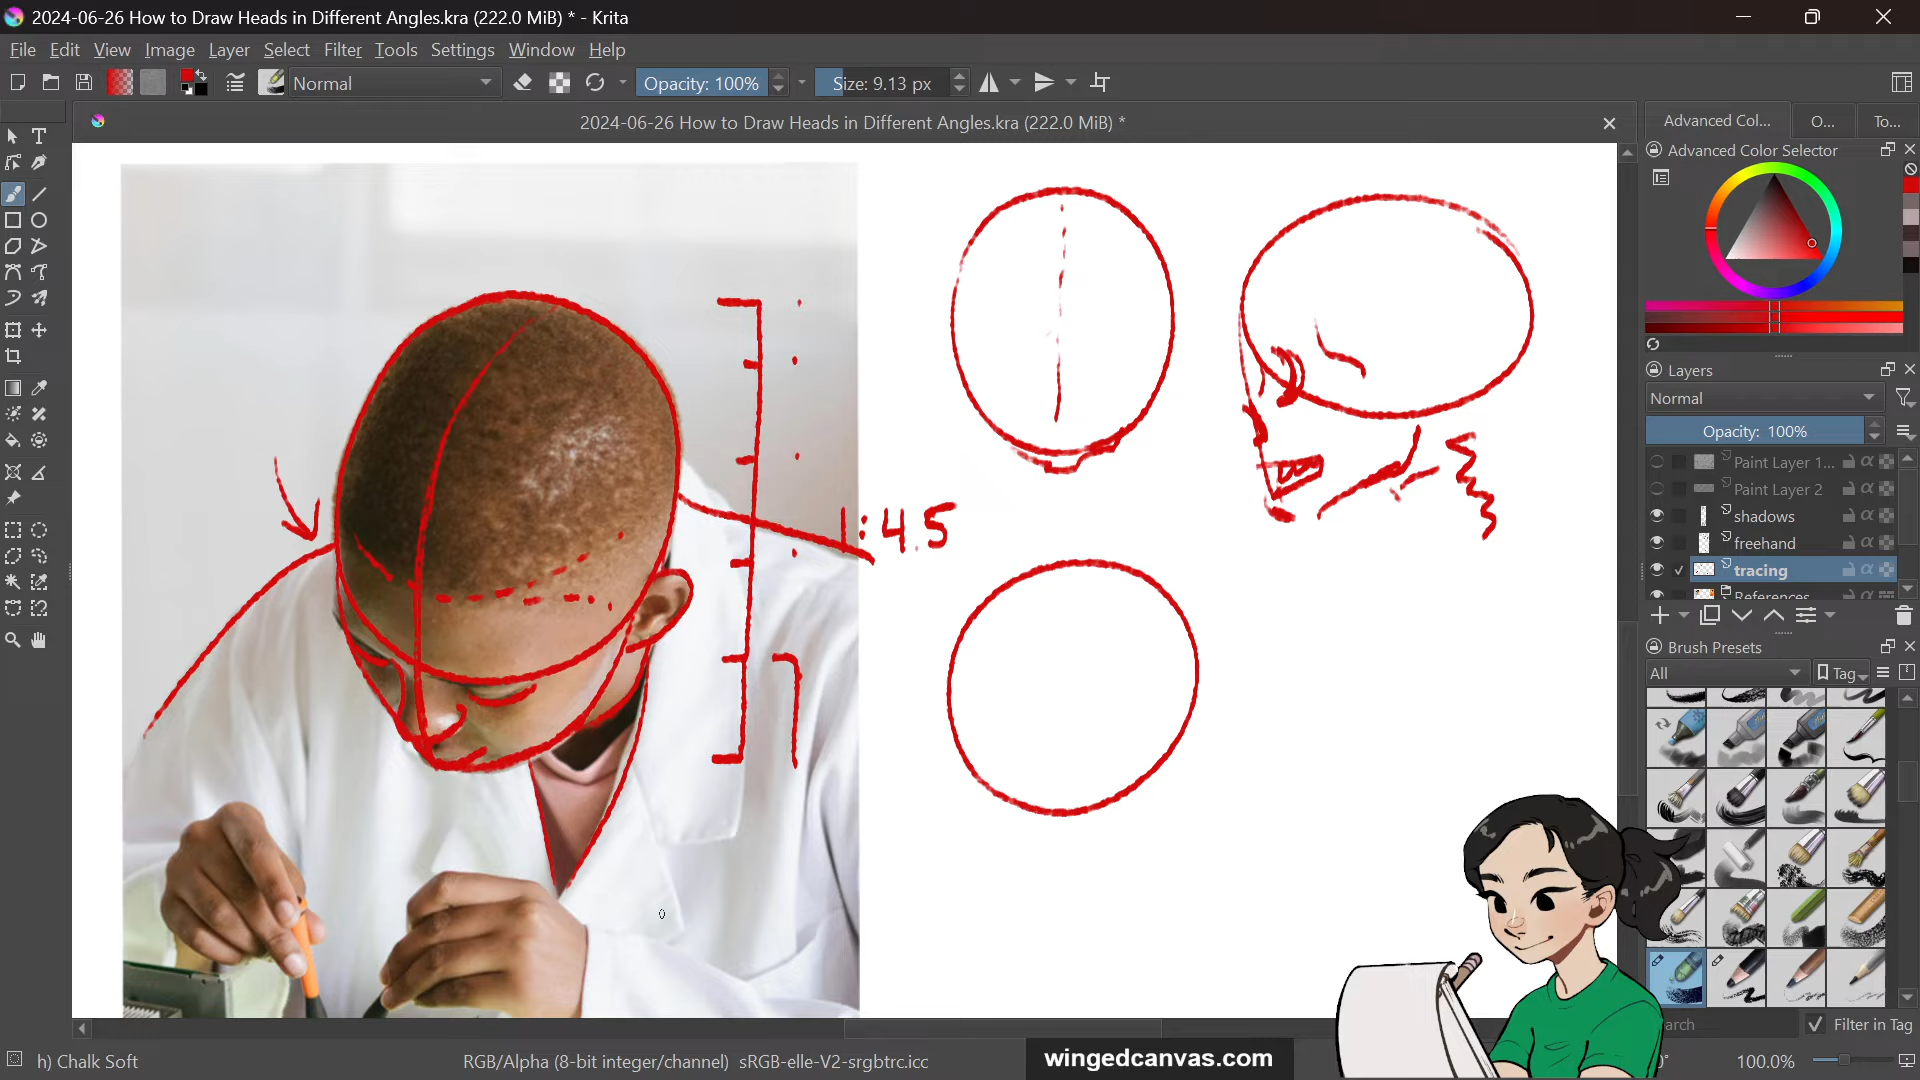 2024-06-26 How to Draw Heads in Different Angles.kra (222.0 MiB) * - Krita
File Edit View Image Layer Select Filter Tools Settings Window Help
Normal Opacity: 100% Size: 9.13 px
2024-06-26 How to Draw Heads in Different Angles.kra (222.0 MiB) *
Advanced Col... O... To...
Advanced Color Selector
Layers
Normal
Opacity: 100%
Paint Layer 1...
Paint Layer 2
shadows
freehand
tracing
References
Brush Presets
All Tag
1:4.5
Filter in Tag
h) Chalk Soft
RGB/Alpha (8-bit integer/channel) sRGB-elle-V2-srgbtrc.icc
wingedcanvas.com
100.0%